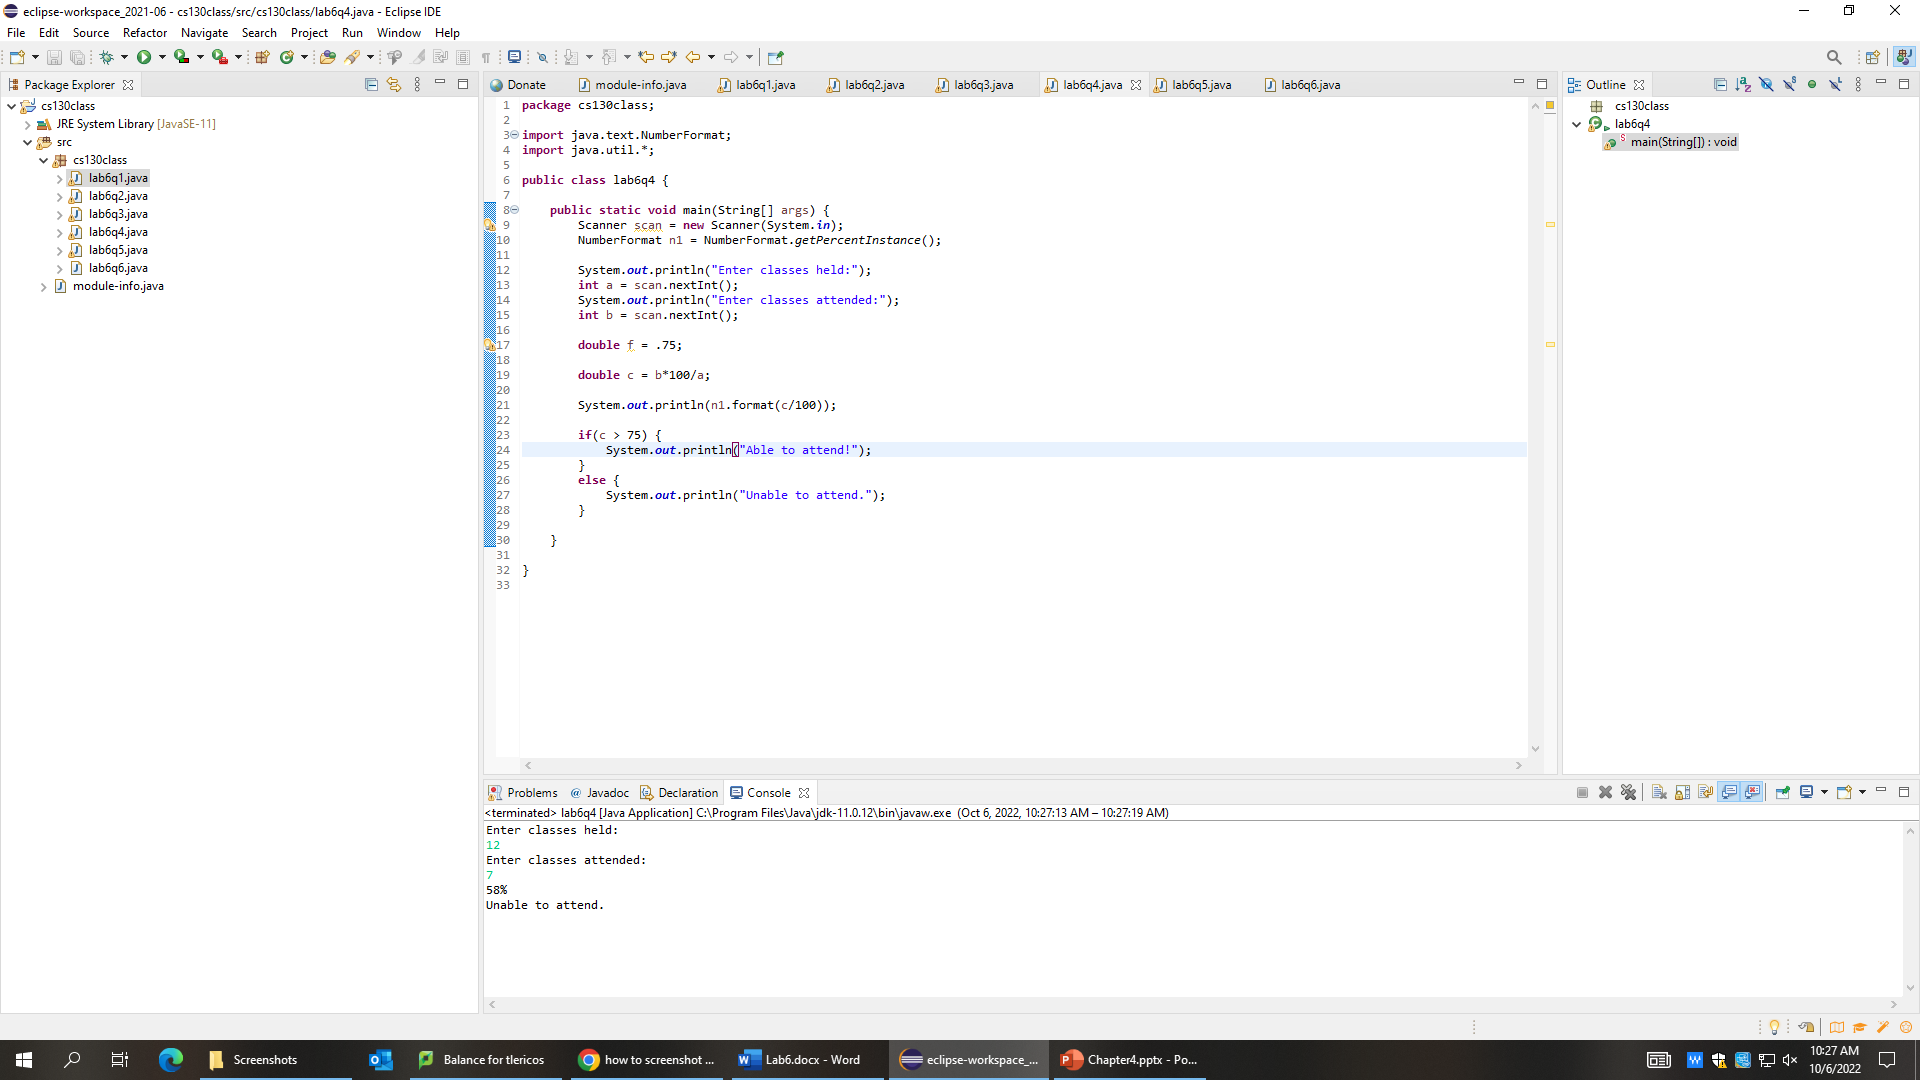 eclipse-workspace_2021-06 - cs130class/src/cs130class/lab6q4.java - Eclipse IDE
File Edit Source Refactor Navigate Search Project Run Window Help
Package Explorer
cs130class
JRE System Library [JavaSE-11]
src
cs130class
lab6q1.java
lab6q2.java
lab6q3.java
lab6q4.java
lab6q5.java
lab6q6.java
module-info.java
Donate module-info.java lab6q1.java lab6q2.java lab6q3.java lab6q4.java lab6q5.java lab6q6.java
1 package cs130class;
2
3 import java.text.NumberFormat;
4 import java.util.*;
5
6 public class lab6q4 {
7
8 public static void main(String[] args) {
9 Scanner scan = new Scanner(System.in);
10 NumberFormat n1 = NumberFormat.getPercentInstance();
11
12 System.out.println("Enter classes held:");
13 int a = scan.nextInt();
14 System.out.println("Enter classes attended:");
15 int b = scan.nextInt();
16
17 double f = .75;
18
19 double c = b*100/a;
20
21 System.out.println(n1.format(c/100));
22
23 if(c > 75) {
24 System.out.println("Able to attend!");
25 }
26 else {
27 System.out.println("Unable to attend.");
28 }
29
30 }
31
32 }
33
Outline
cs130class
lab6q4
main(String[]) : void
Problems @ Javadoc Declaration Console
<terminated> lab6q4 [Java Application] C:\Program Files\Java\jdk-11.0.12\bin\javaw.exe (Oct 6, 2022, 10:27:13 AM – 10:27:19 AM)
Enter classes held:
12
Enter classes attended:
7
58%
Unable to attend.
Screenshots
Balance for tlericos
how to screenshot ...
Lab6.docx - Word
eclipse-workspace_...
Chapter4.pptx - Po...
10:27 AM
10/6/2022